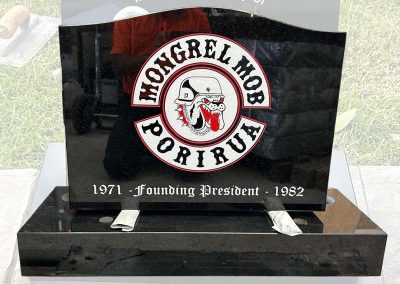 MONGREL MOB
PORIRUA
1971 - Founding President - 1982